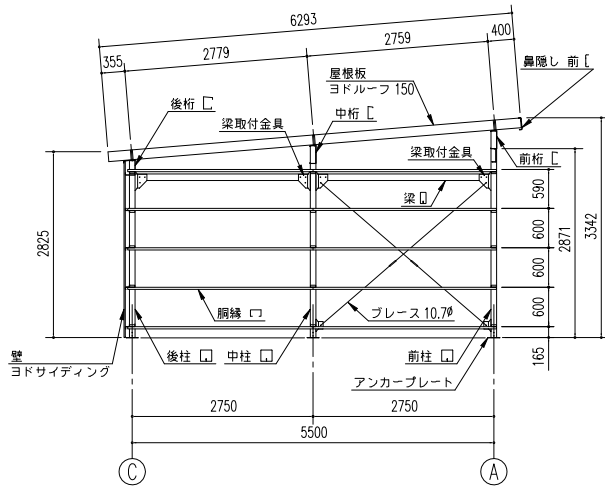 6293
355
2779
2759
400
鼻隠し 前
屋根板
ヨドルーフ 150
後桁
梁取付金具
中桁
梁取付金具
前桁
梁
2825
590
600
600
600
165
2871
3342
胴縁
ブレース 10.7φ
壁
ヨドサイディング
後柱
中柱
前柱
アンカープレート
2750
2750
5500
C
A